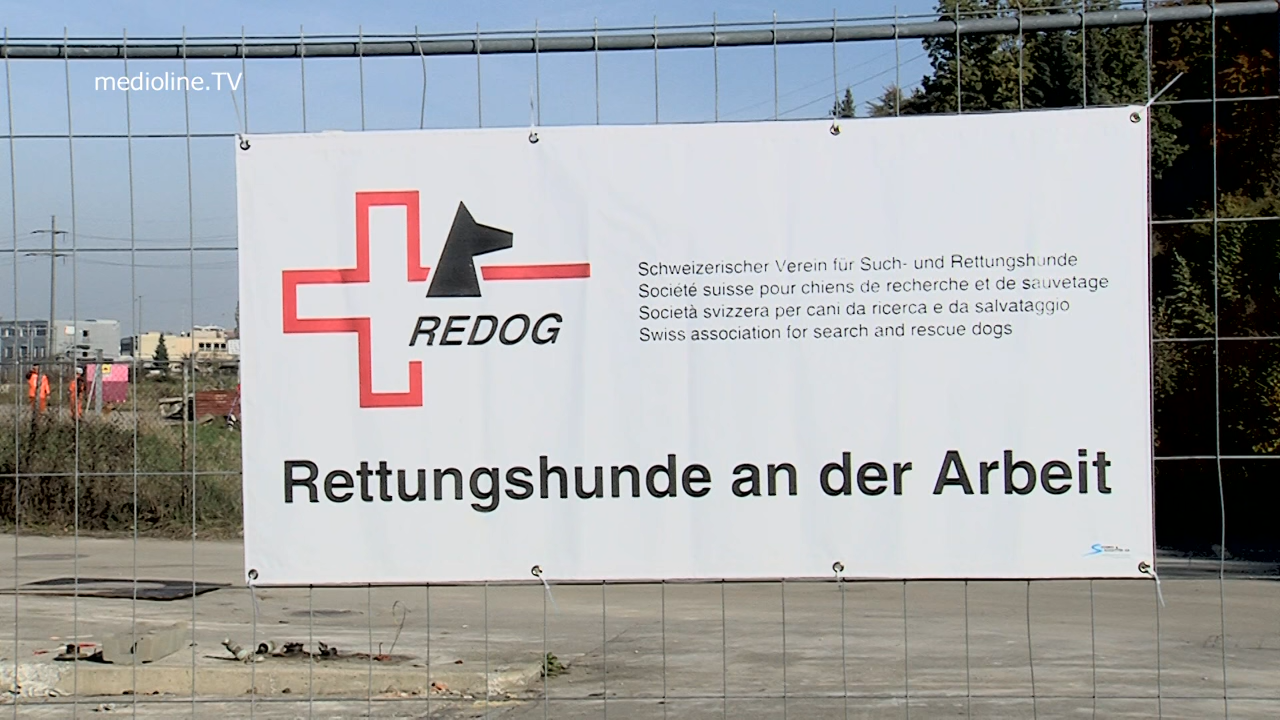 medioline.TV
REDOG
Schweizerischer Verein für Such- und Rettungshunde
Société suisse pour chiens de recherche et de sauvetage
Società svizzera per cani da ricerca e da salvataggio
Swiss association for search and rescue dogs
Rettungshunde an der Arbeit